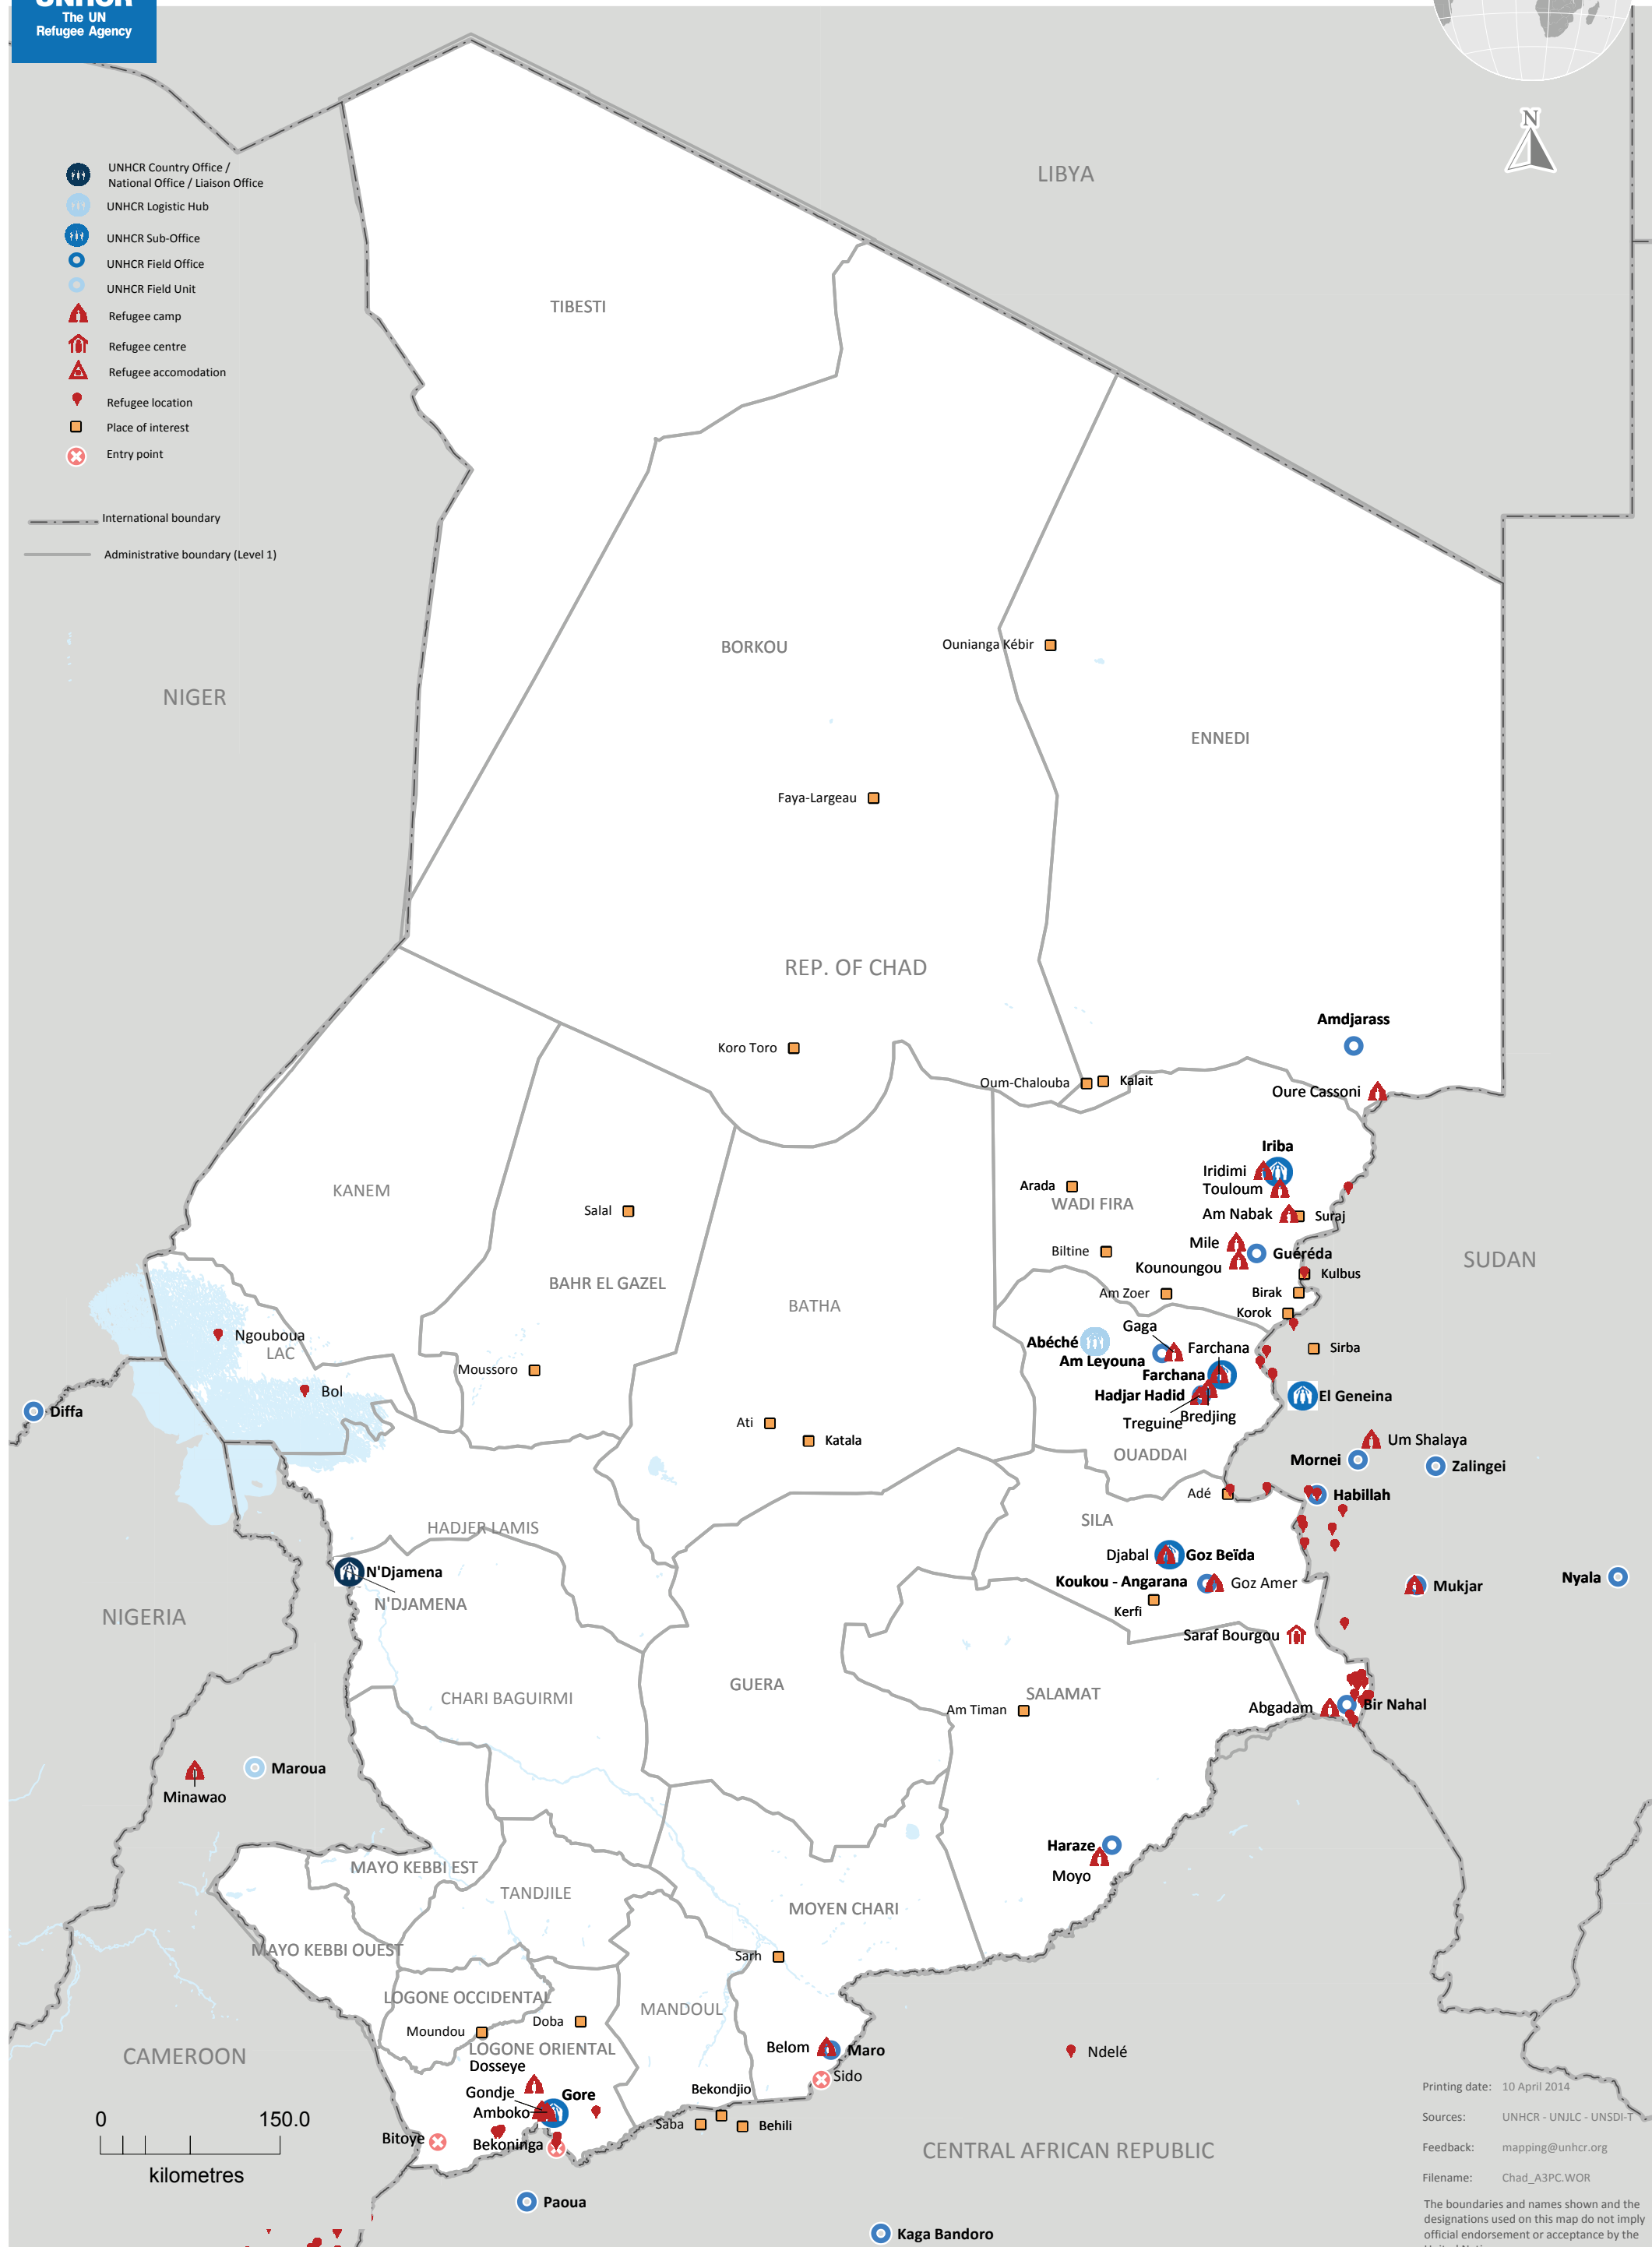 UNHCR
The UN
Refugee Agency
N
LIBYA
UNHCR Country Office /
National Office / Liaison Office
UNHCR Logistic Hub
UNHCR Sub-Office
UNHCR Field Office
UNHCR Field Unit
Refugee camp
Refugee centre
Refugee accomodation
Refugee location
Place of interest
Entry point
International boundary
Administrative boundary (Level 1)
TIBESTI
BORKOU
Ounianga Kébir
NIGER
ENNEDI
Faya-Largeau
REP. OF CHAD
Amdjarass
Koro Toro
Oum-Chalouba
Kalait
Oure Cassoni
Iriba
Iridimi
Touloum
KANEM
Arada
WADI FIRA
Salal
Am Nabak
Suraj
Mile
Guéréda
Biltine
Kounoungou
SUDAN
Kulbus
BAHR EL GAZEL
Am Zoer
Birak
BATHA
Korok
Gaga
Ngouboua
LAC
Abéché
Farchana
Sirba
Am Leyouna
Moussoro
Farchana
Bol
Hadjar Hadid
El Geneina
Diffa
Treguine
Bredjing
Ati
Katala
Um Shalaya
OUADDAI
Mornei
Zalingei
Adé
Habillah
SILA
HADJER LAMIS
Djabal
Goz Beïda
N'Djamena
Koukou - Angarana
Goz Amer
Mukjar
Nyala
N'DJAMENA
Kerfi
NIGERIA
Saraf Bourgou
GUERA
SALAMAT
CHARI BAGUIRMI
Am Timan
Abgadam
Bir Nahal
Maroua
Minawao
Haraze
MAYO KEBBI EST
Moyo
TANDJILE
MOYEN CHARI
MAYO KEBBI OUEST
Sarh
LOGONE OCCIDENTAL
MANDOUL
Doba
Moundou
LOGONE ORIENTAL
Belom
Maro
Ndelé
CAMEROON
Dosseye
Sido
Gondje
Gore
Bekondjio
Amboko
Saba
Behili
Bitoye
Bekoninga
CENTRAL AFRICAN REPUBLIC
0 150.0
kilometres
Paoua
Kaga Bandoro
Printing date: 10 April 2014
Sources: UNHCR - UNJLC - UNSDI-T
Feedback: mapping@unhcr.org
Filename: Chad_A3PC.WOR
The boundaries and names shown and the
designations used on this map do not imply
official endorsement or acceptance by the